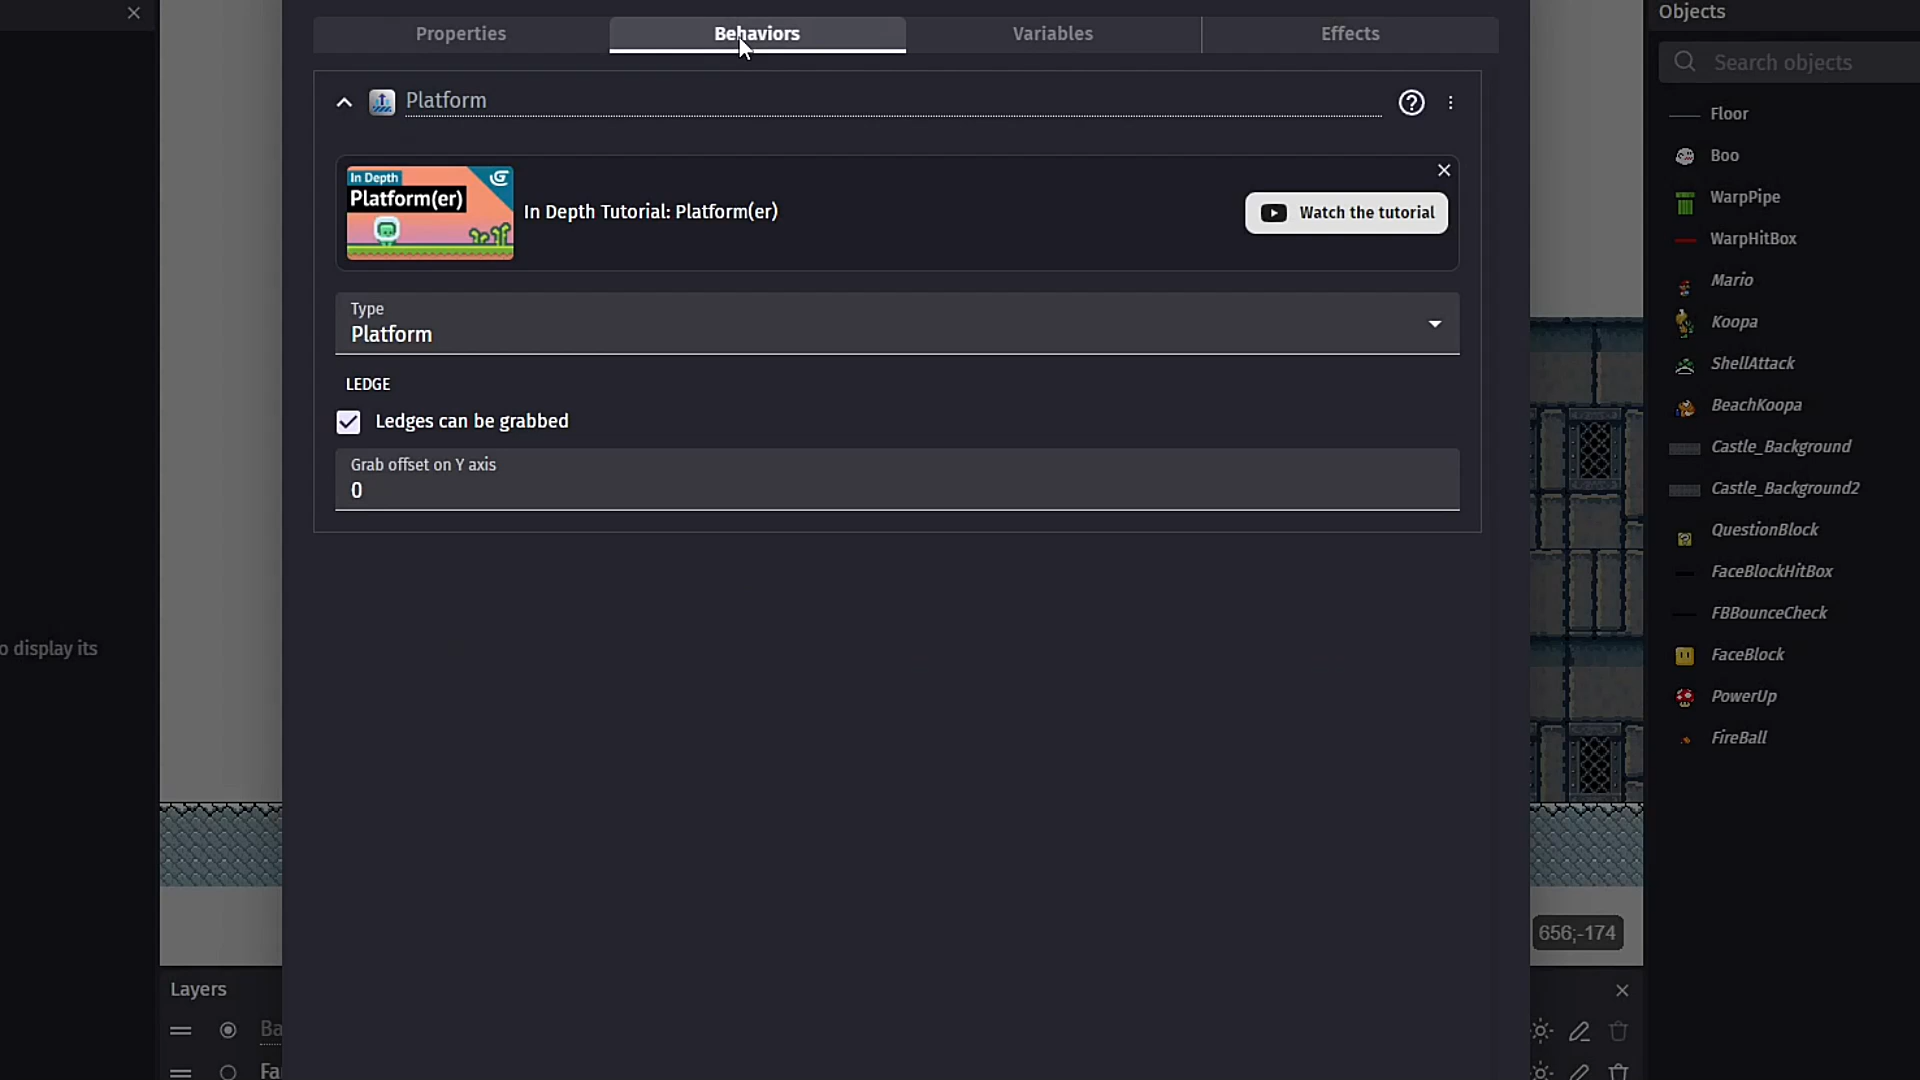 Properties
Behaviors
Variables
Effects
Platform
In Depth
Platform(er)
In Depth Tutorial: Platform(er)
Watch the tutorial
Type
Platform
LEDGE
Ledges can be grabbed
Grab offset on Y axis
0
o display its
656;-174
Layers
Ba
Fa
Objects
Search objects
Floor
Boo
WarpPipe
WarpHitBox
Mario
Koopa
ShellAttack
BeachKoopa
Castle_Background
Castle_Background2
QuestionBlock
FaceBlockHitBox
FBBounceCheck
FaceBlock
PowerUp
FireBall